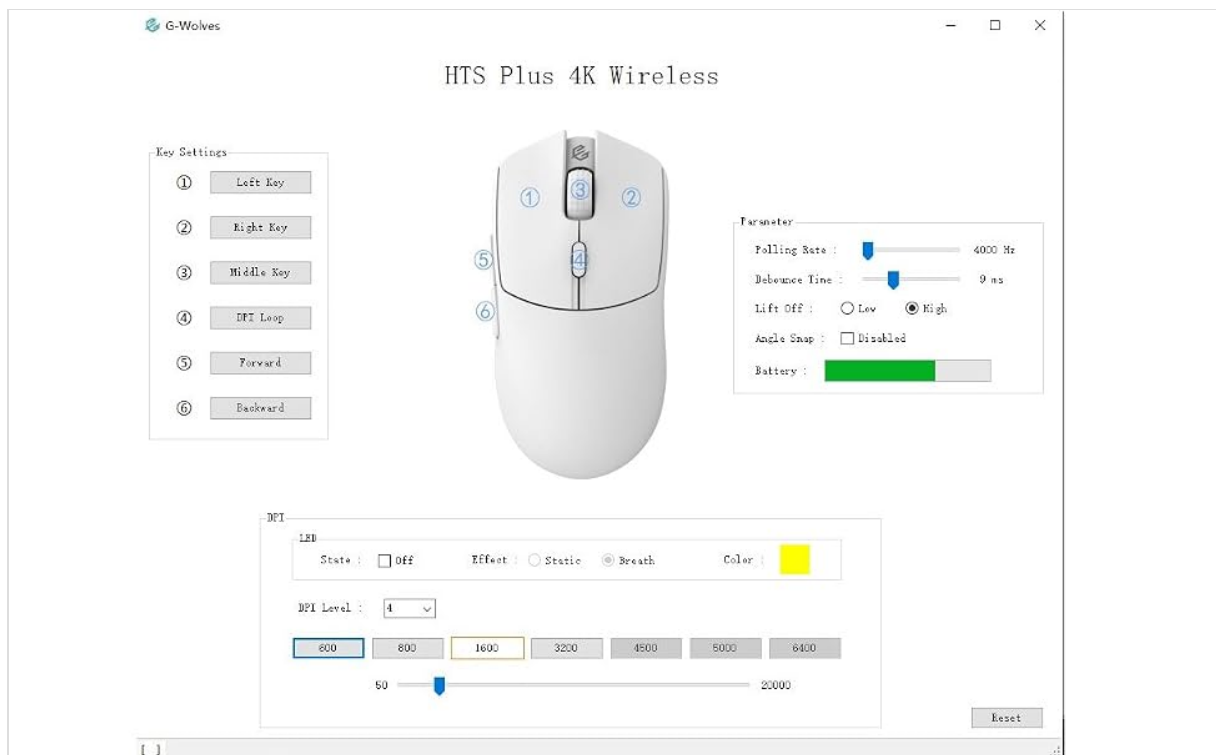 G-Wolves
HTS Plus 4K Wireless
Key Settings
① Left Key
② Right Key
③ Middle Key
④ DPI Loop
⑤ Forward
⑥ Backward
① ③ ②
④
⑤
⑥
Parameter
Polling Rate : 4000 Hz
Debounce Time : 9 ms
Lift Off : Low High
Angle Snap : Disabled
Battery :
DPI
LED
State : Off Effect : Static Breath Color :
DPI Level : 4
600 800 1600 3200 4500 5000 6400
50 20000
Reset
[ ]